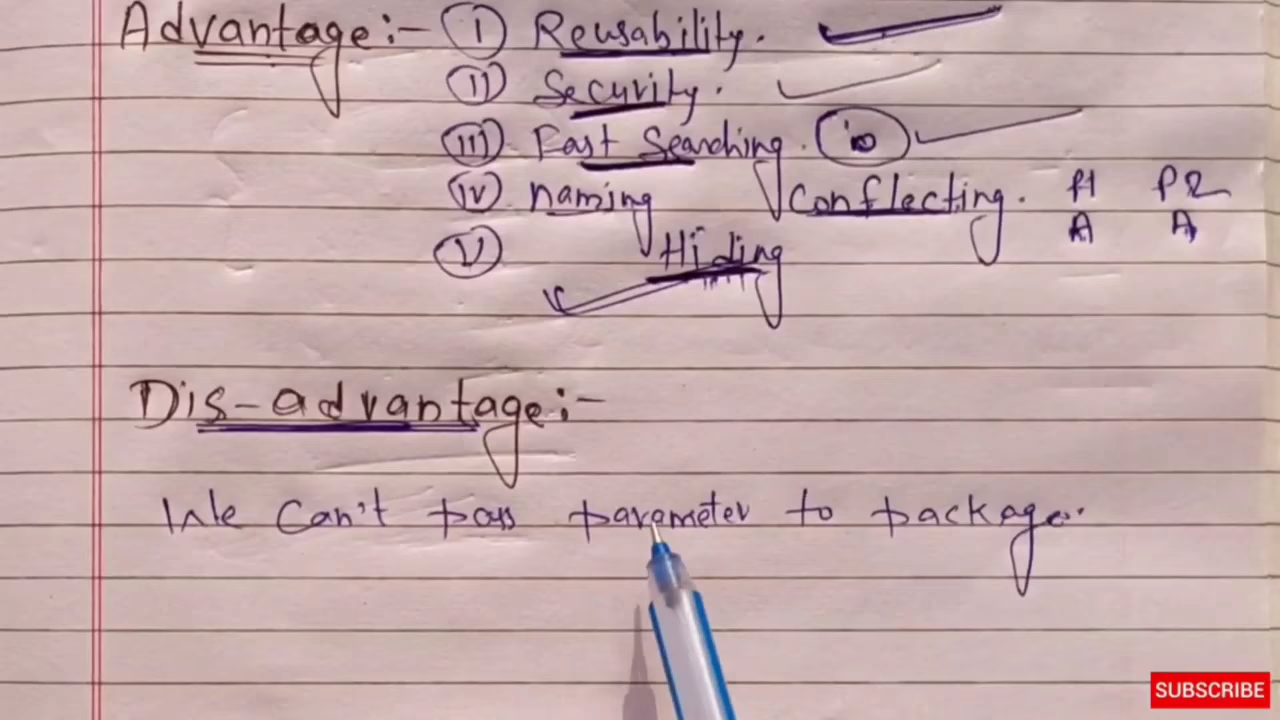 Advantage:- (I) Reusability.
(II) Security.
(III) Fast Searching. io
(IV) naming Conflecting. P1 P2
A A
(V) Hiding
Dis-advantage:-
We Can't pass parameter to package.
SUBSCRIBE